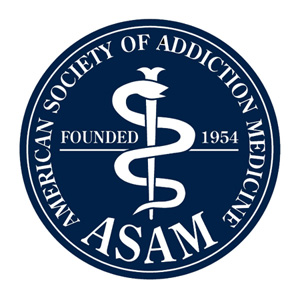 AMERICAN SOCIETY OF ADDICTION MEDICINE
FOUNDED 1954
ASAM